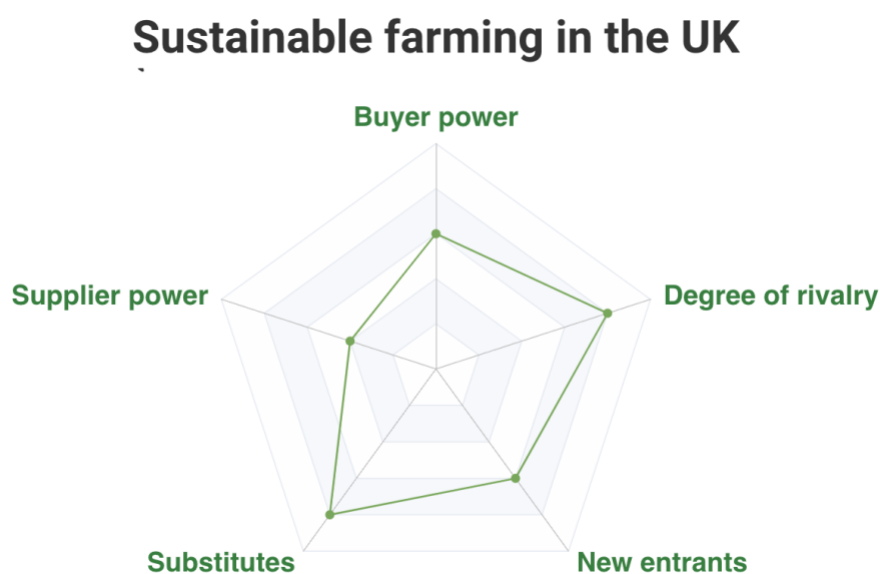 Sustainable farming in the UK
Buyer power
Supplier power
Degree of rivalry
Substitutes
New entrants